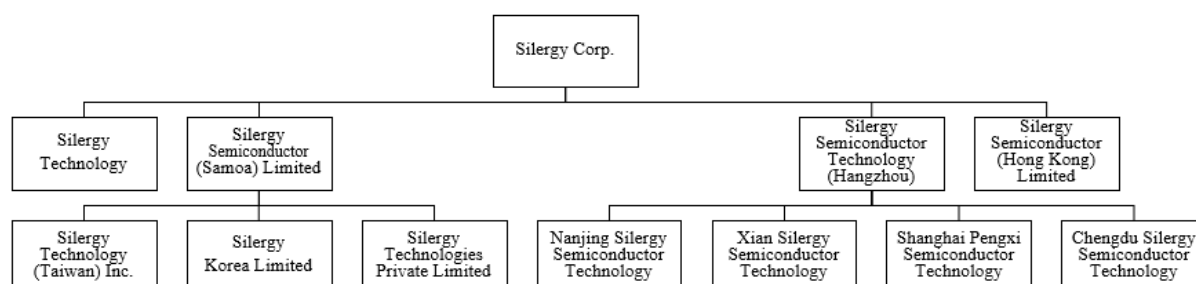 Silergy Corp.
Silergy
Technology
Silergy
Semiconductor
(Samoa) Limited
Silergy
Semiconductor
Technology
(Hangzhou)
Silergy
Semiconductor
(Hong Kong)
Limited
Silergy
Technology
(Taiwan) Inc.
Silergy
Korea Limited
Silergy
Technologies
Private Limited
Nanjing Silergy
Semiconductor
Technology
Xian Silergy
Semiconductor
Technology
Shanghai Pengxi
Semiconductor
Technology
Chengdu Silergy
Semiconductor
Technology